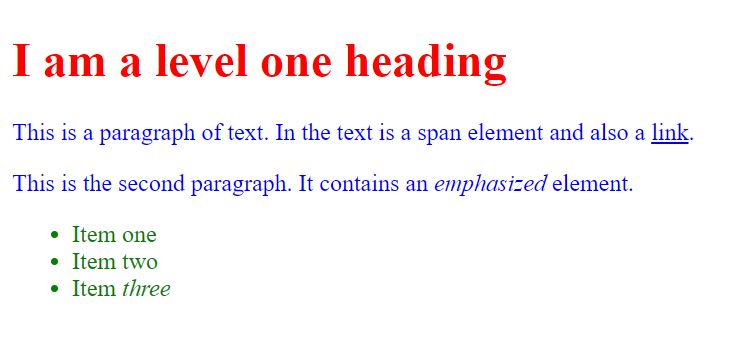 I am a level one heading
This is a paragraph of text. In the text is a span element and also a link.
This is the second paragraph. It contains an emphasized element.
• Item one
• Item two
• Item three